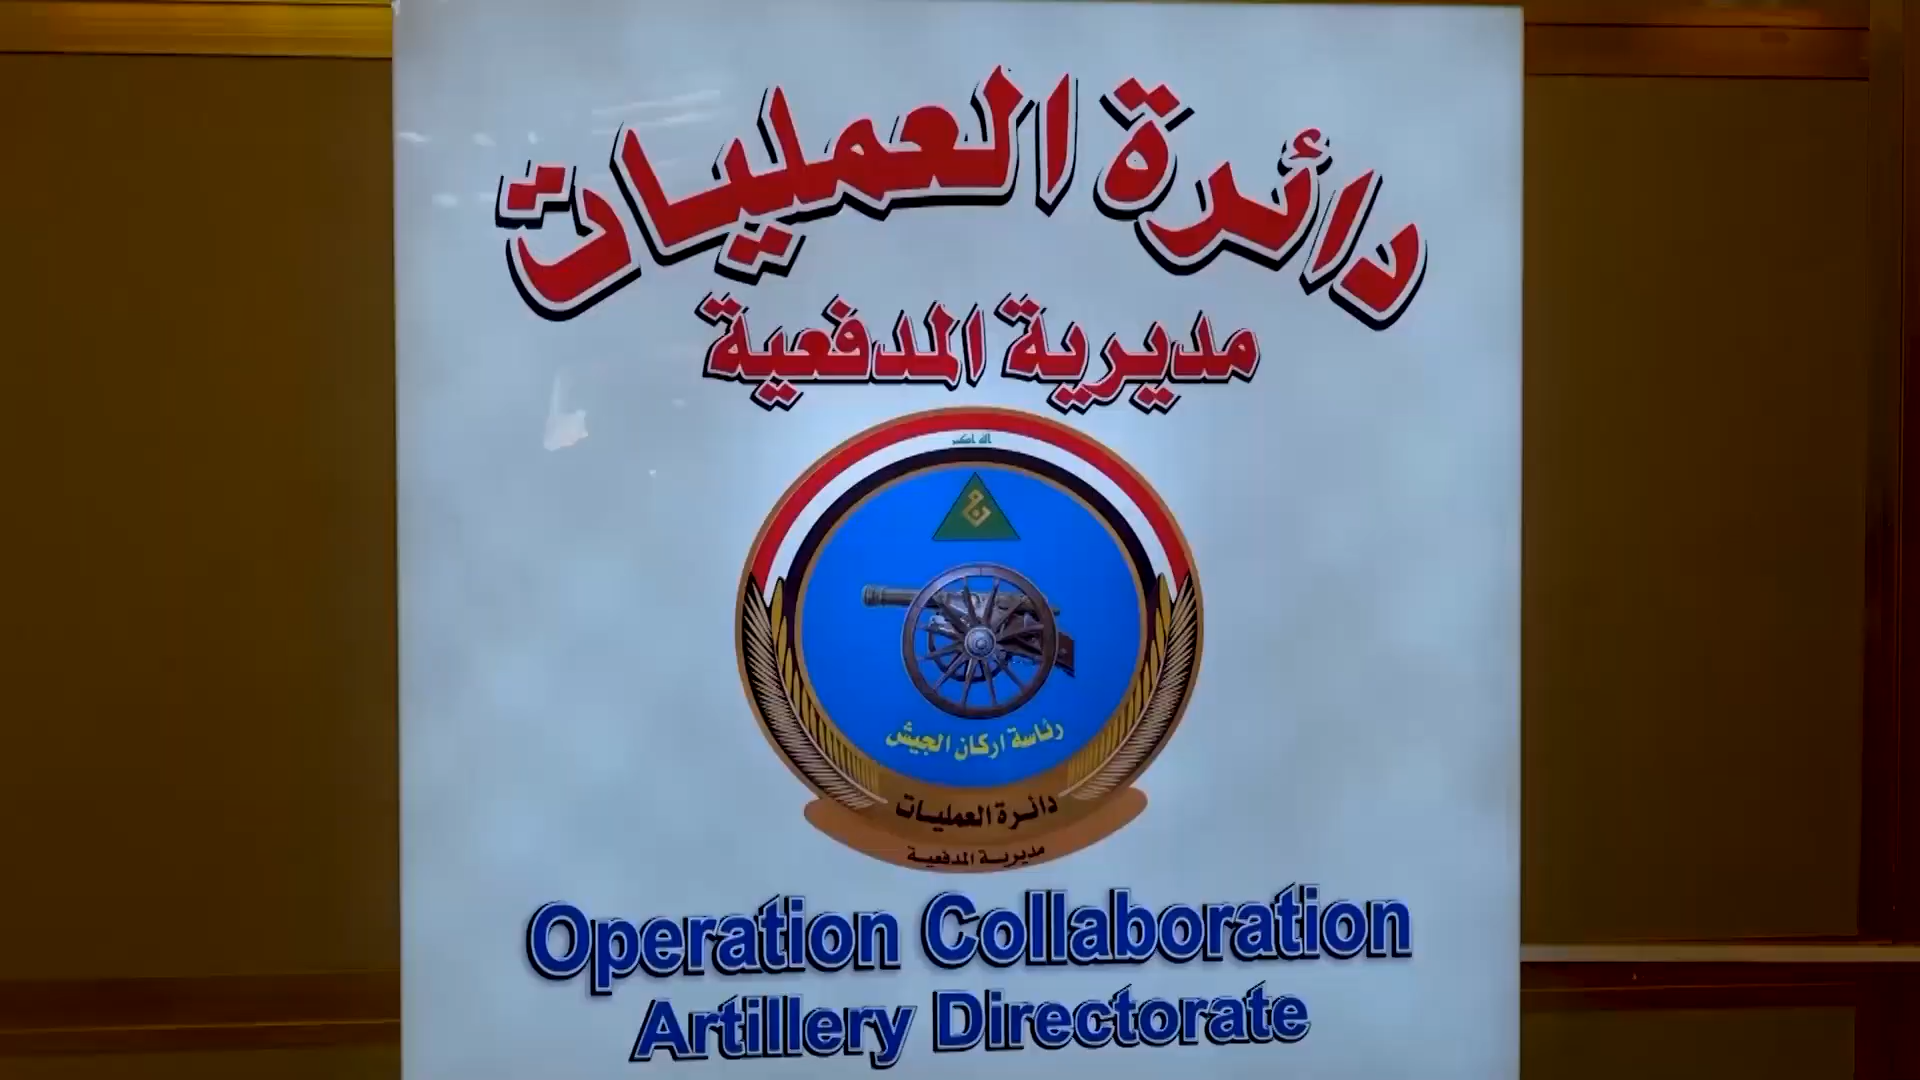 دائرة العمليات
مديرية المدفعية
الله اكبر
رئاسة اركان الجيش
دائرة العمليات
مديرية المدفعية
Operation Collaboration
Artillery Directorate